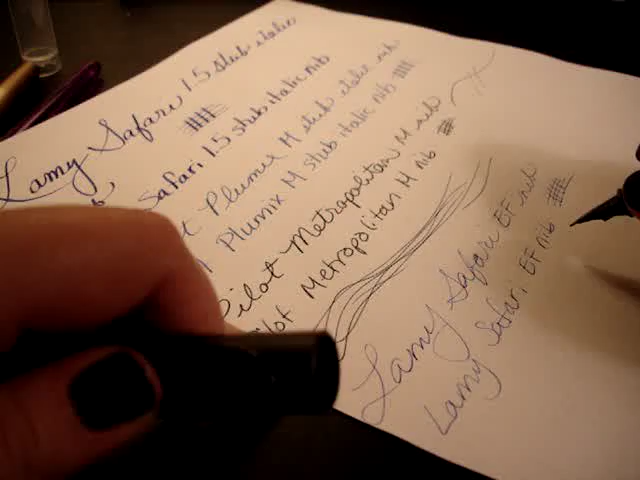 Lamy Safari 1.5 stub italic
Safari 1.5 stub italic nib
Plumix M stub italic nib
Plumix M stub italic nib
Pilot Metropolitan M nib
Metropolitan M nib
Lamy Safari EF nib
Lamy Safari EF nib